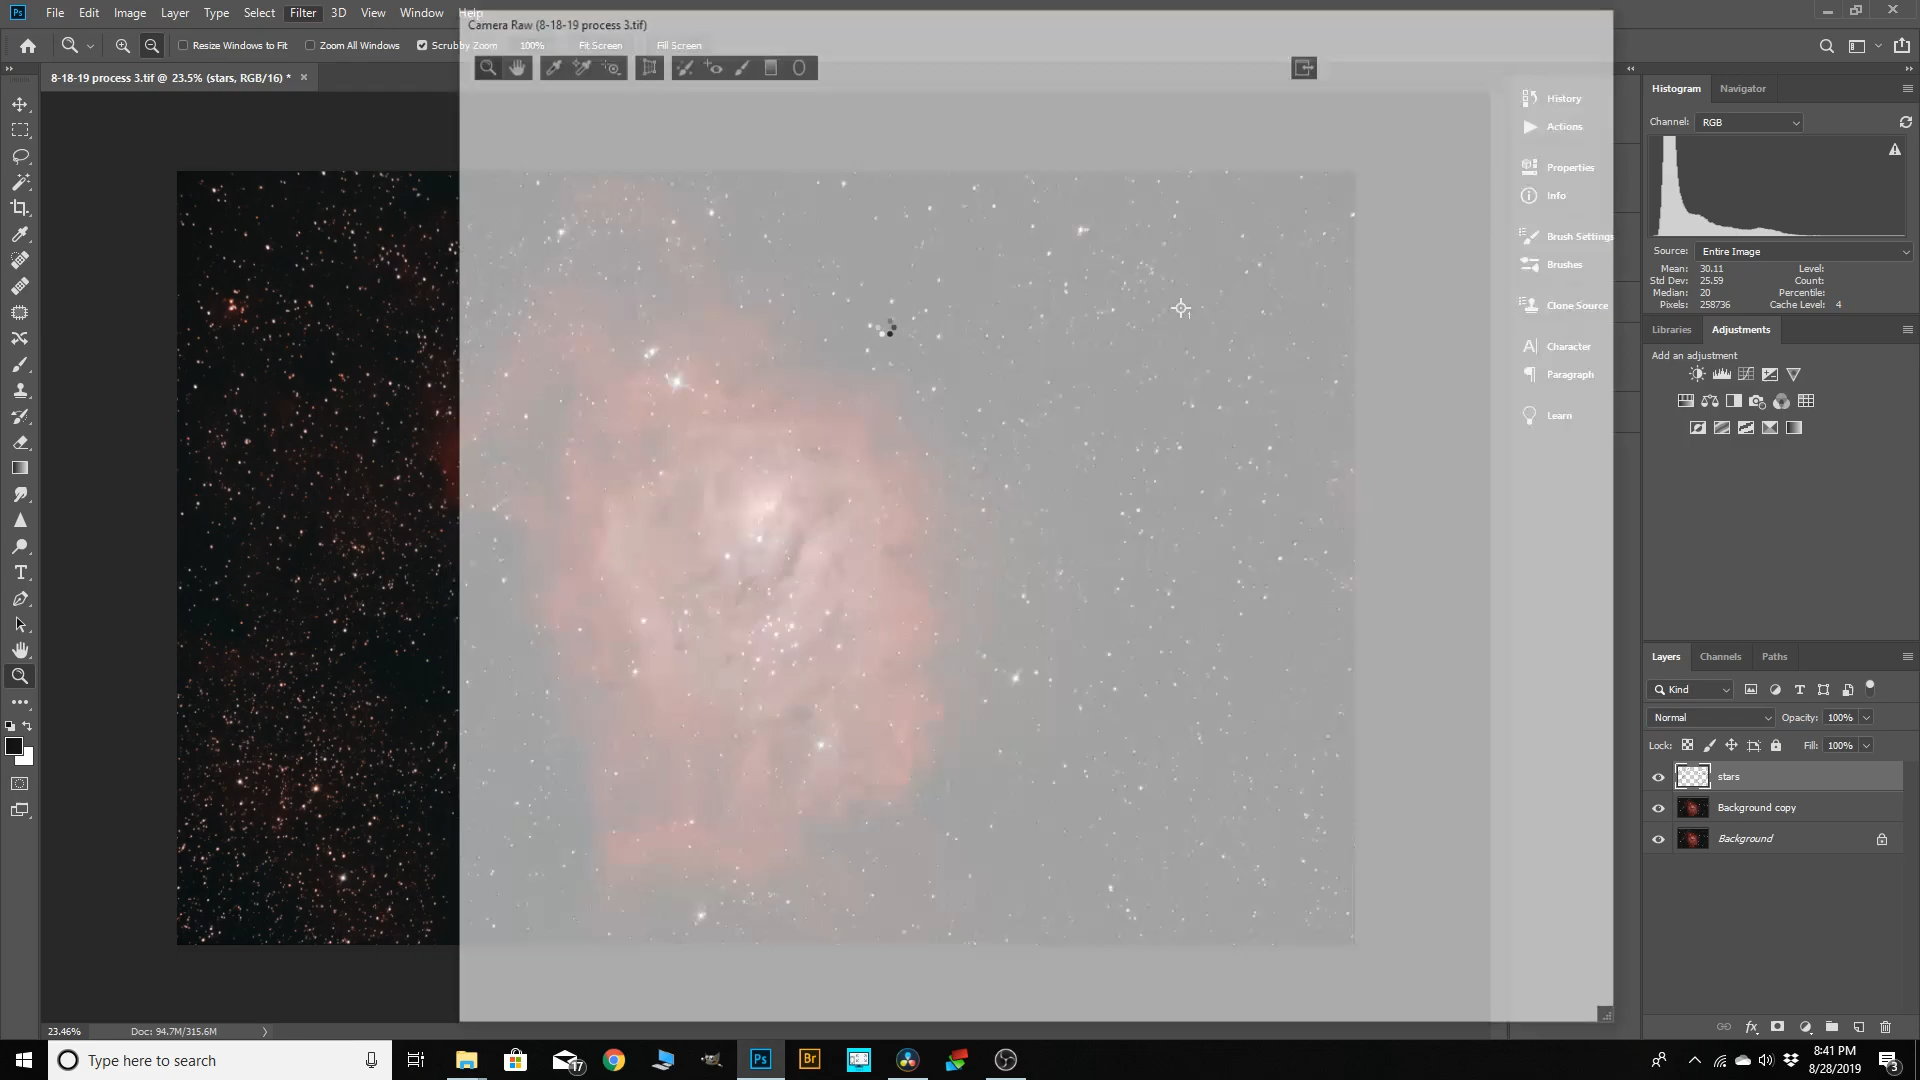 Ps File Edit Image Layer Type Select Filter 3D View Window Help
Camera Raw (8-18-19 process 3.tif)
Resize Windows to Fit Zoom All Windows Scrubby Zoom 100% Fit Screen Fill Screen
8-18-19 process 3.tif @ 23.5% (stars, RGB/16) * ×
Histogram Navigator
History
Channel: RGB
Actions
Properties
Info
Brush Settings
Source: Entire Image
Brushes
Mean: 30.11 Level:
Std Dev: 25.59 Count:
Median: 20 Percentile:
Pixels: 258736 Cache Level: 4
Clone Source
Libraries Adjustments
Character
Add an adjustment
Paragraph
Learn
Layers Channels Paths
Kind
Normal Opacity: 100%
Lock: Fill: 100%
stars
Background copy
Background
23.46% Doc: 94.7M/315.6M
Type here to search
17
Ps
Br
8:41 PM
8/28/2019
3